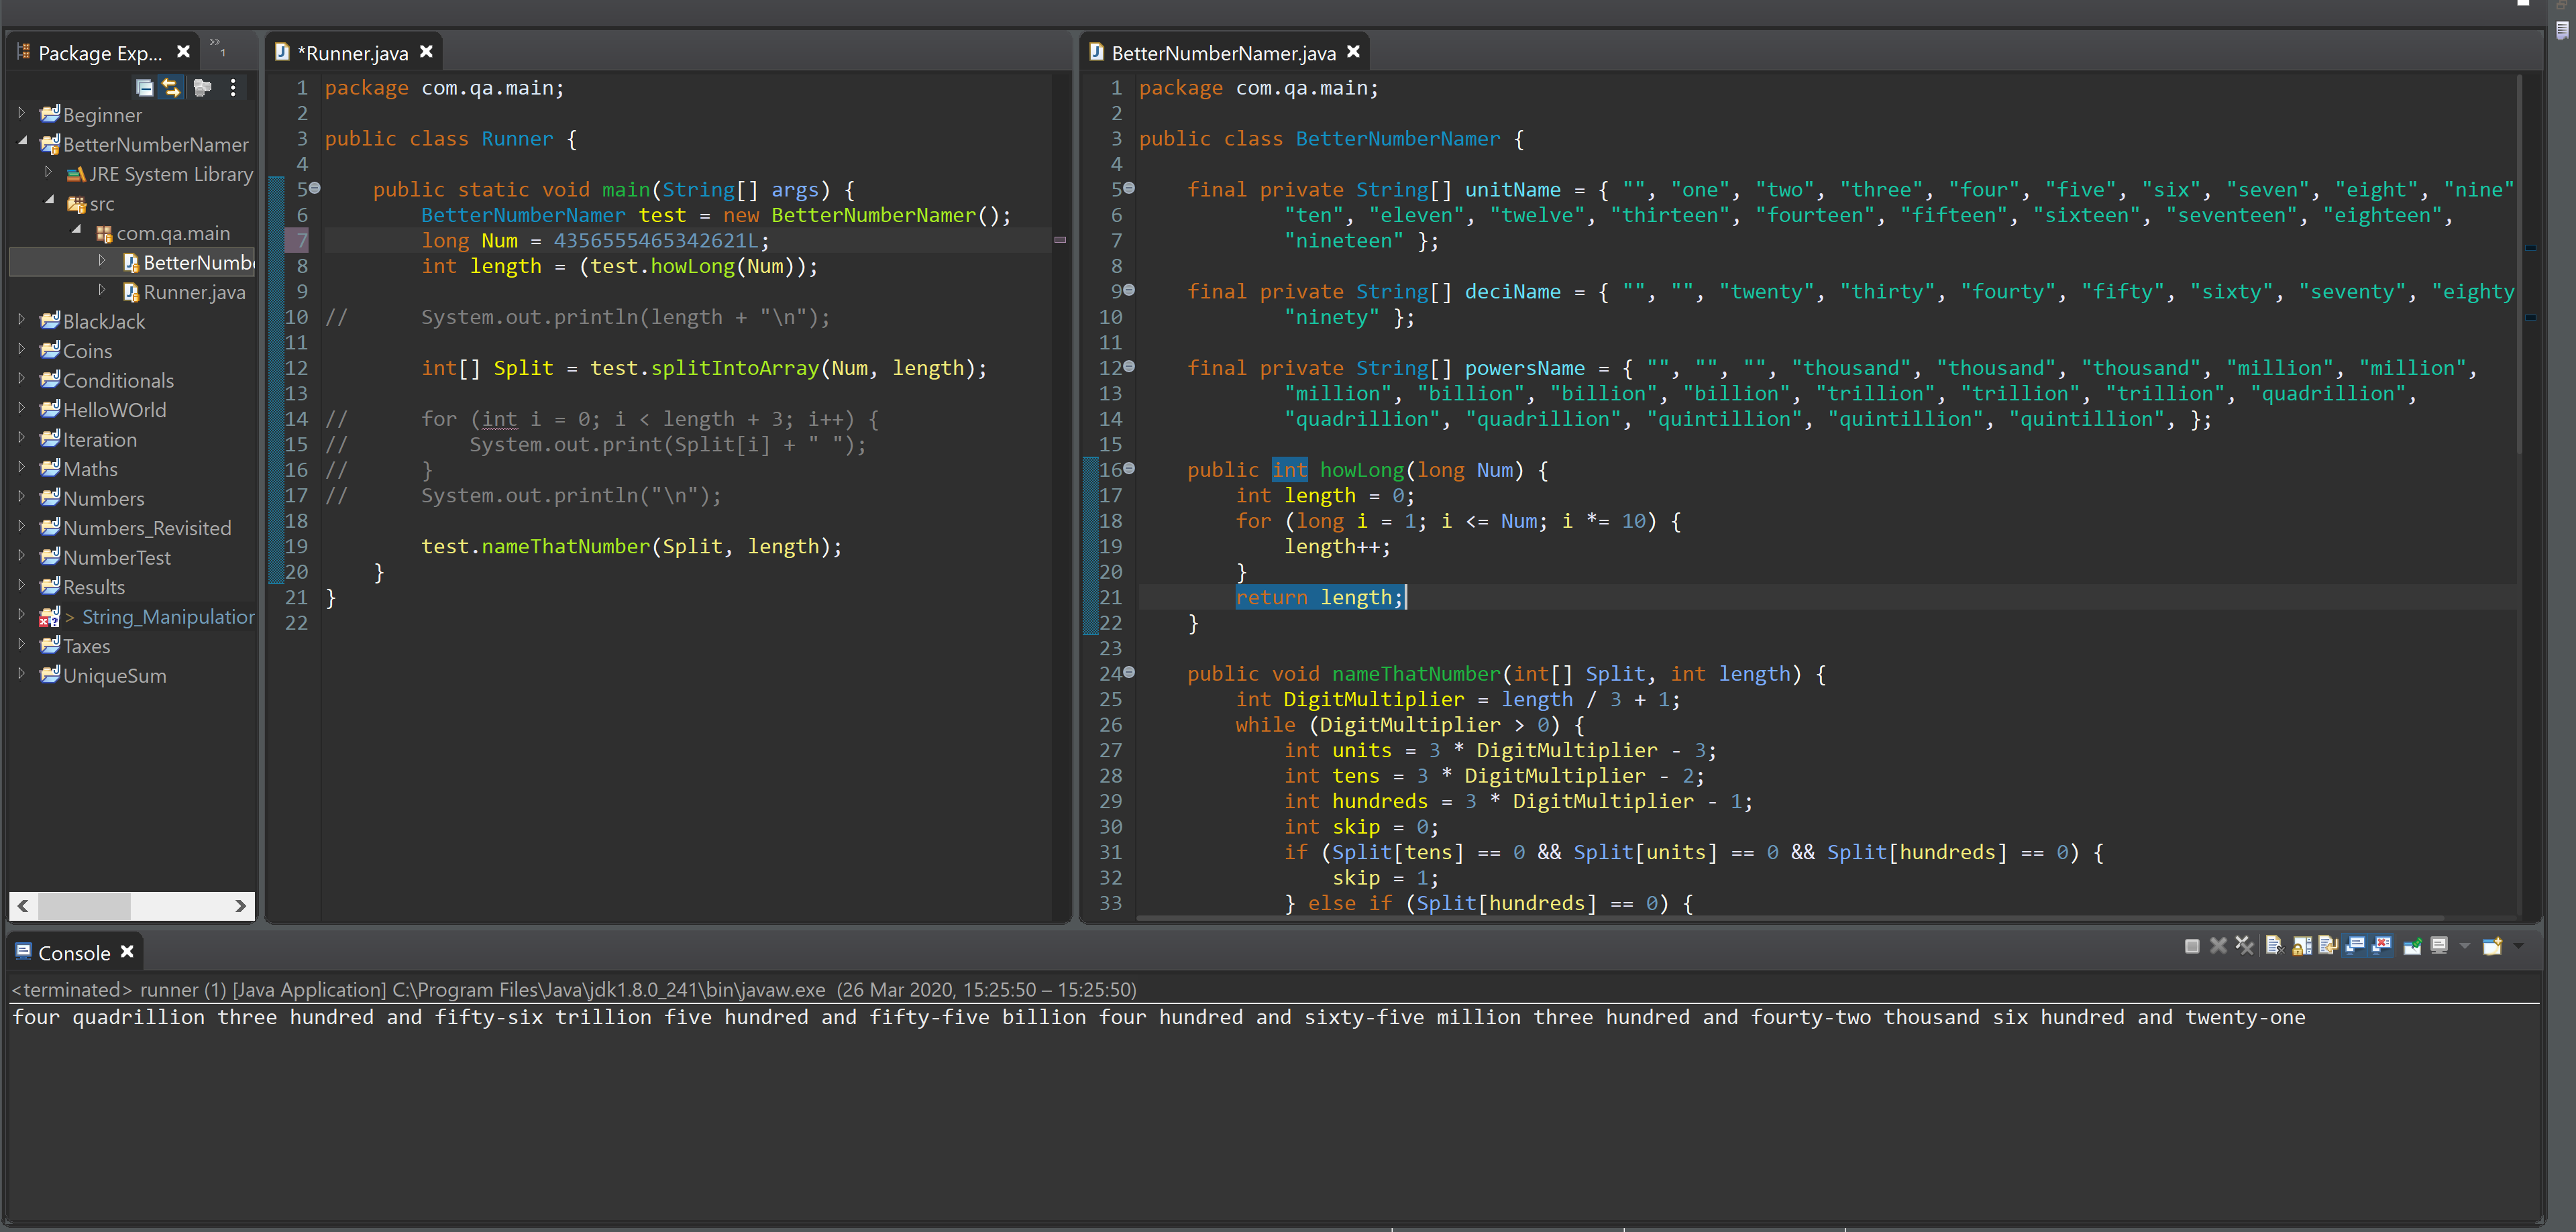 Package Exp...
1
Beginner
BetterNumberNamer
JRE System Library
src
com.qa.main
BetterNumb
Runner.java
BlackJack
Coins
Conditionals
HelloWOrld
Iteration
Maths
Numbers
Numbers_Revisited
NumberTest
Results
> String_Manipulation
Taxes
UniqueSum
*Runner.java
1 package com.qa.main;
2
3 public class Runner {
4
5 public static void main(String[] args) {
6 BetterNumberNamer test = new BetterNumberNamer();
7 long Num = 4356555465342621L;
8 int length = (test.howLong(Num));
9
10 // System.out.println(length + "\n");
11
12 int[] Split = test.splitIntoArray(Num, length);
13
14 // for (int i = 0; i < length + 3; i++) {
15 // System.out.print(Split[i] + " ");
16 // }
17 // System.out.println("\n");
18
19 test.nameThatNumber(Split, length);
20 }
21 }
22
BetterNumberNamer.java
1 package com.qa.main;
2
3 public class BetterNumberNamer {
4
5 final private String[] unitName = { "", "one", "two", "three", "four", "five", "six", "seven", "eight", "nine"
6 "ten", "eleven", "twelve", "thirteen", "fourteen", "fifteen", "sixteen", "seventeen", "eighteen",
7 "nineteen" };
8
9 final private String[] deciName = { "", "", "twenty", "thirty", "fourty", "fifty", "sixty", "seventy", "eighty
10 "ninety" };
11
12 final private String[] powersName = { "", "", "", "thousand", "thousand", "thousand", "million", "million",
13 "million", "billion", "billion", "billion", "trillion", "trillion", "trillion", "quadrillion",
14 "quadrillion", "quadrillion", "quintillion", "quintillion", "quintillion", };
15
16 public int howLong(long Num) {
17 int length = 0;
18 for (long i = 1; i <= Num; i *= 10) {
19 length++;
20 }
21 return length;
22 }
23
24 public void nameThatNumber(int[] Split, int length) {
25 int DigitMultiplier = length / 3 + 1;
26 while (DigitMultiplier > 0) {
27 int units = 3 * DigitMultiplier - 3;
28 int tens = 3 * DigitMultiplier - 2;
29 int hundreds = 3 * DigitMultiplier - 1;
30 int skip = 0;
31 if (Split[tens] == 0 && Split[units] == 0 && Split[hundreds] == 0) {
32 skip = 1;
33 } else if (Split[hundreds] == 0) {
Console
<terminated> runner (1) [Java Application] C:\Program Files\Java\jdk1.8.0_241\bin\javaw.exe (26 Mar 2020, 15:25:50 – 15:25:50)
four quadrillion three hundred and fifty-six trillion five hundred and fifty-five billion four hundred and sixty-five million three hundred and fourty-two thousand six hundred and twenty-one